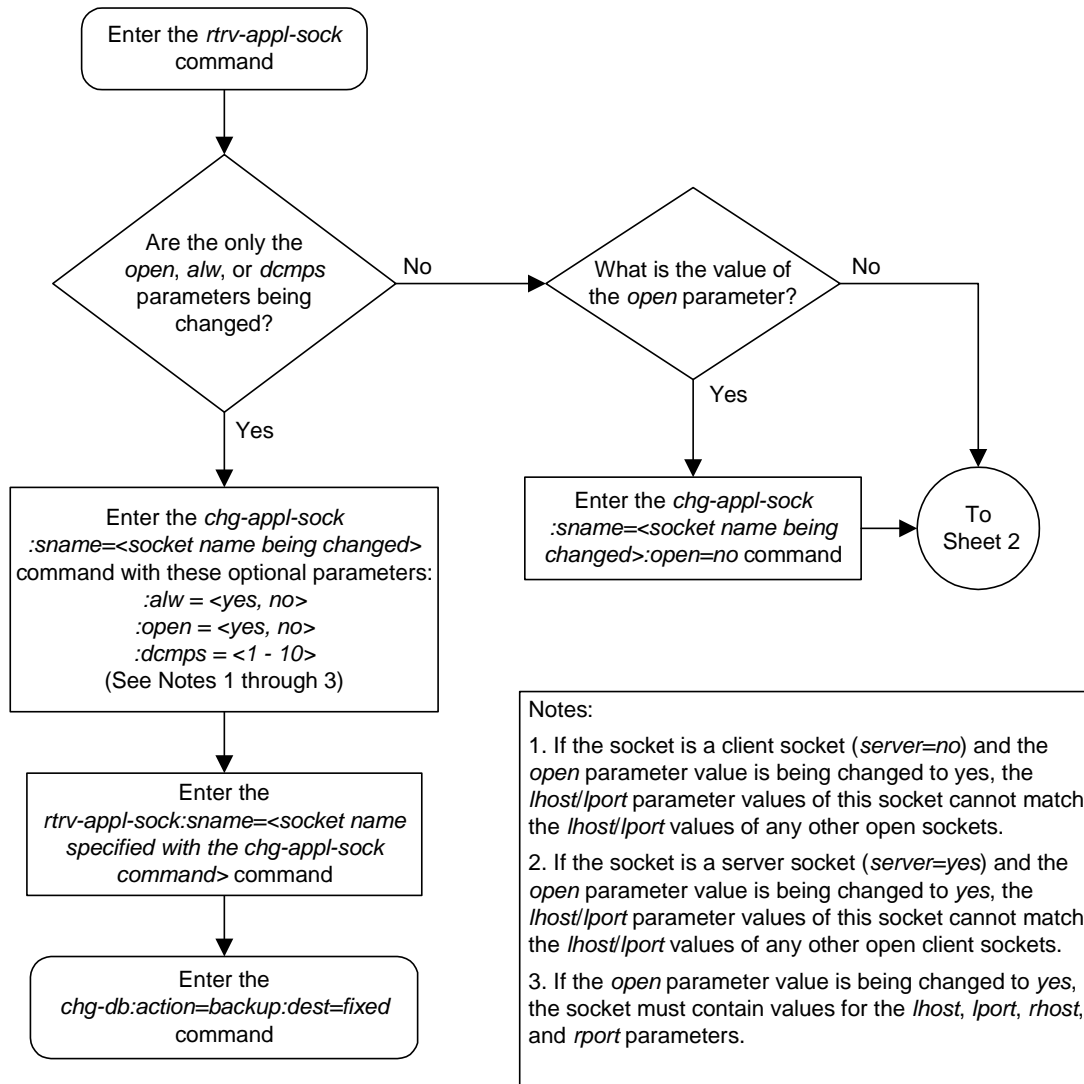 Enter the rtrv-appl-sock
command
Are the only the
open, alw, or dcmps
parameters being
changed?
No
What is the value of
the open parameter?
No
Yes
Yes
Enter the chg-appl-sock
:sname=<socket name being changed>
command with these optional parameters:
:alw = <yes, no>
:open = <yes, no>
:dcmps = <1 - 10>
(See Notes 1 through 3)
Enter the chg-appl-sock
:sname=<socket name being
changed>:open=no command
To
Sheet 2
Enter the
rtrv-appl-sock:sname=<socket name
specified with the chg-appl-sock
command> command
Enter the
chg-db:action=backup:dest=fixed
command
Notes:
1. If the socket is a client socket (server=no) and the
open parameter value is being changed to yes, the
lhost/lport parameter values of this socket cannot match
the lhost/lport values of any other open sockets.
2. If the socket is a server socket (server=yes) and the
open parameter value is being changed to yes, the
lhost/lport parameter values of this socket cannot match
the lhost/lport values of any other open client sockets.
3. If the open parameter value is being changed to yes,
the socket must contain values for the lhost, lport, rhost,
and rport parameters.